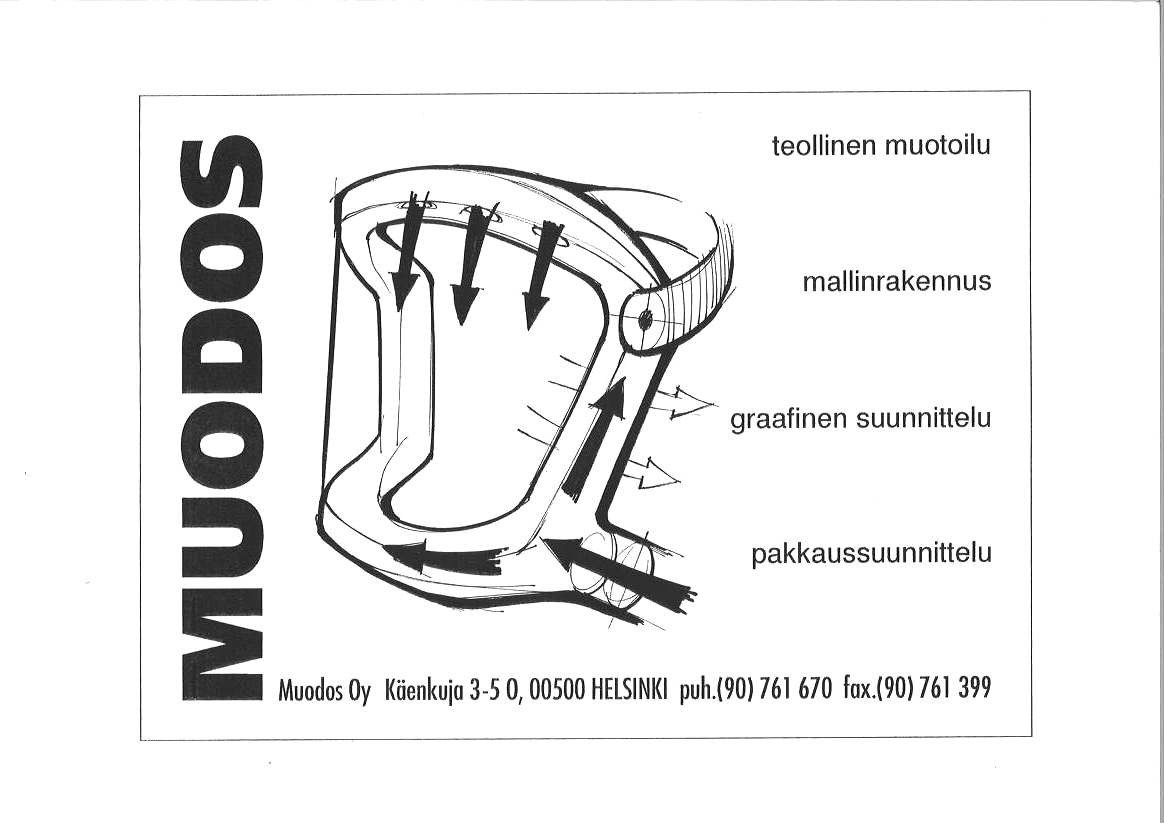 MUODOS
teollinen muotoilu
mallinrakennus
graafinen suunnittelu
pakkaussuunnittelu
Muodos Oy Käenkuja 3-5 O, 00500 HELSINKI puh.(90) 761 670 fax.(90) 761 399